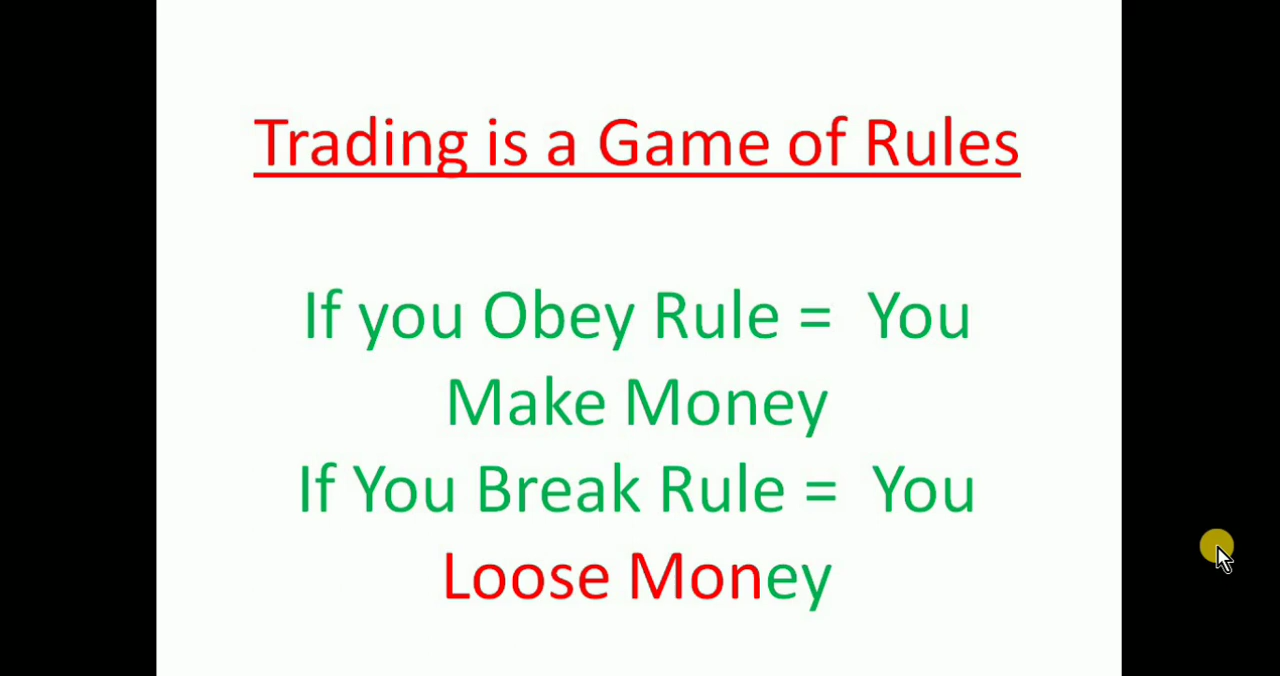 Trading is a Game of Rules
If you Obey Rule =  You
Make Money
If You Break Rule =  You
Loose Money